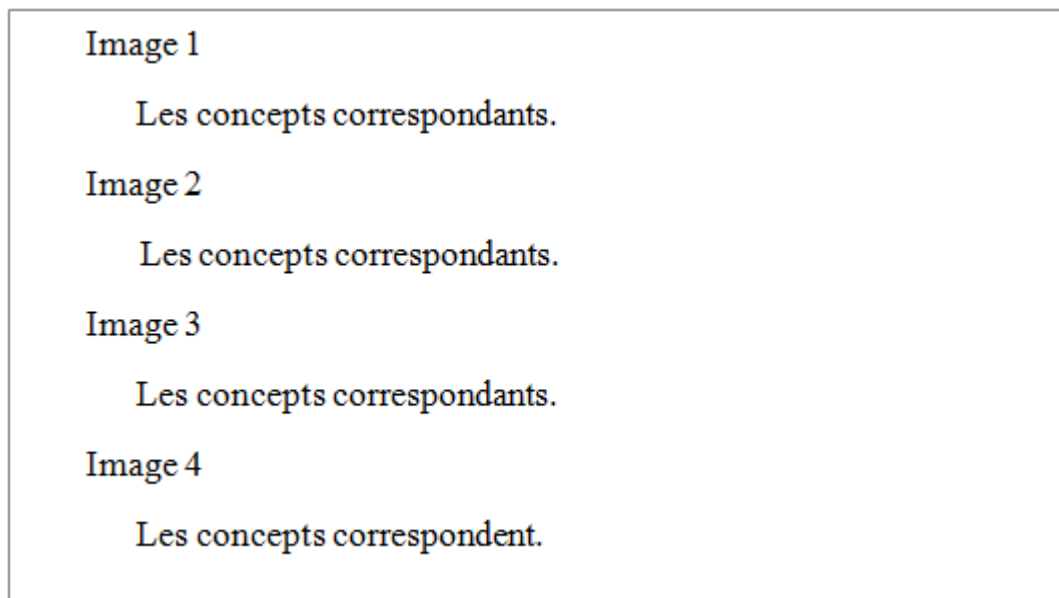 Image 1
Les concepts correspondants.
Image 2
Les concepts correspondants.
Image 3
Les concepts correspondants.
Image 4
Les concepts correspondent.